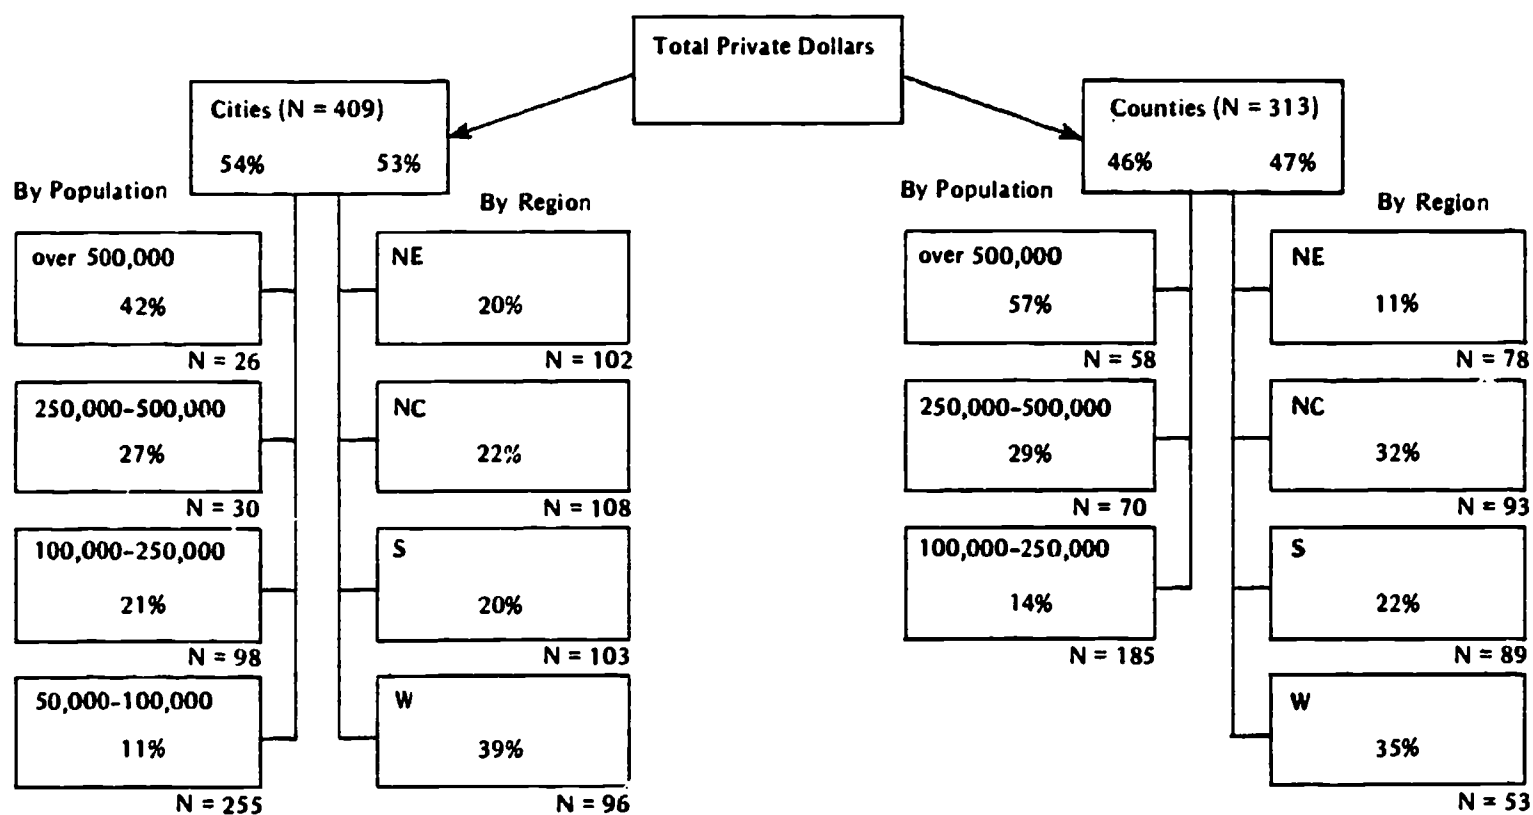 Total Private Dollars
Cities (N = 409)
54% 53%
By Population
By Region
over 500,000
42%
N = 26
250,000-500,000
27%
N = 30
100,000-250,000
21%
N = 98
50,000-100,000
11%
N = 255
NE
20%
N = 102
NC
22%
N = 108
S
20%
N = 103
W
39%
N = 96
Counties (N = 313)
46% 47%
By Population
By Region
over 500,000
57%
N = 58
250,000-500,000
29%
N = 70
100,000-250,000
14%
N = 185
NE
11%
N = 78
NC
32%
N = 93
S
22%
N = 89
W
35%
N = 53